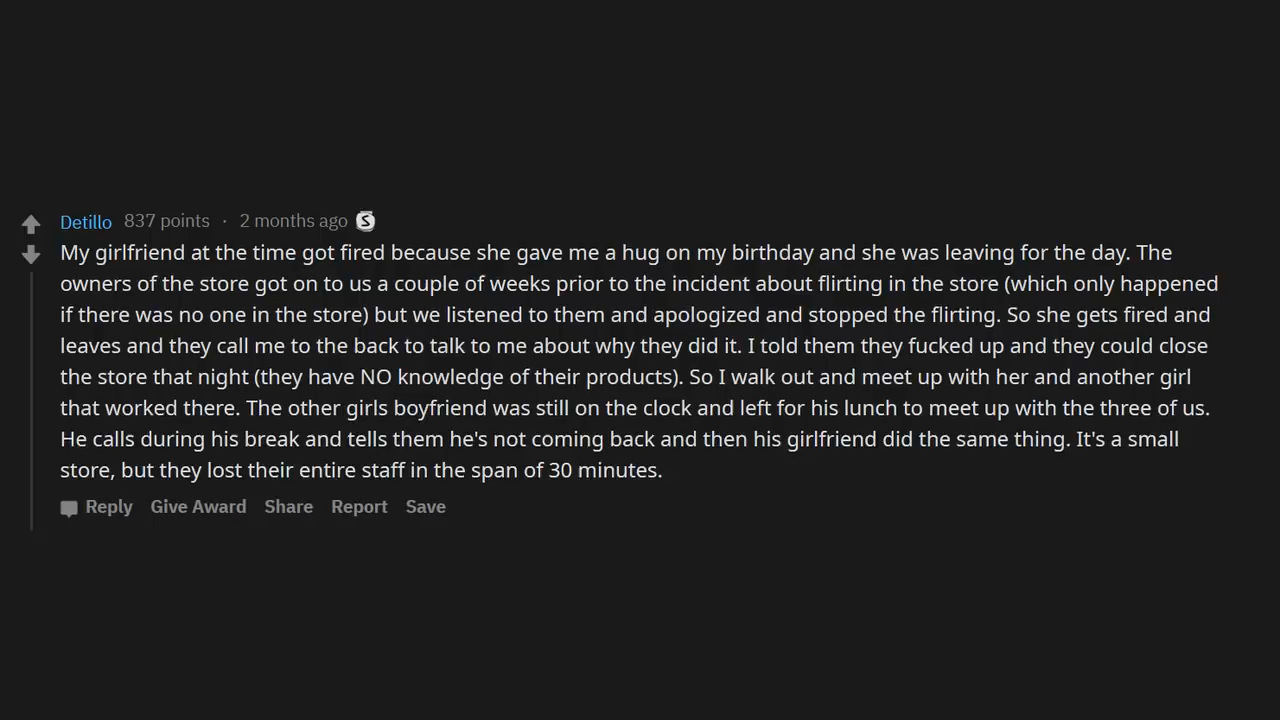 Detillo 837 points · 2 months ago S
My girlfriend at the time got fired because she gave me a hug on my birthday and she was leaving for the day. The
owners of the store got on to us a couple of weeks prior to the incident about flirting in the store (which only happened
if there was no one in the store) but we listened to them and apologized and stopped the flirting. So she gets fired and
leaves and they call me to the back to talk to me about why they did it. I told them they fucked up and they could close
the store that night (they have NO knowledge of their products). So I walk out and meet up with her and another girl
that worked there. The other girls boyfriend was still on the clock and left for his lunch to meet up with the three of us.
He calls during his break and tells them he's not coming back and then his girlfriend did the same thing. It's a small
store, but they lost their entire staff in the span of 30 minutes.
Reply Give Award Share Report Save